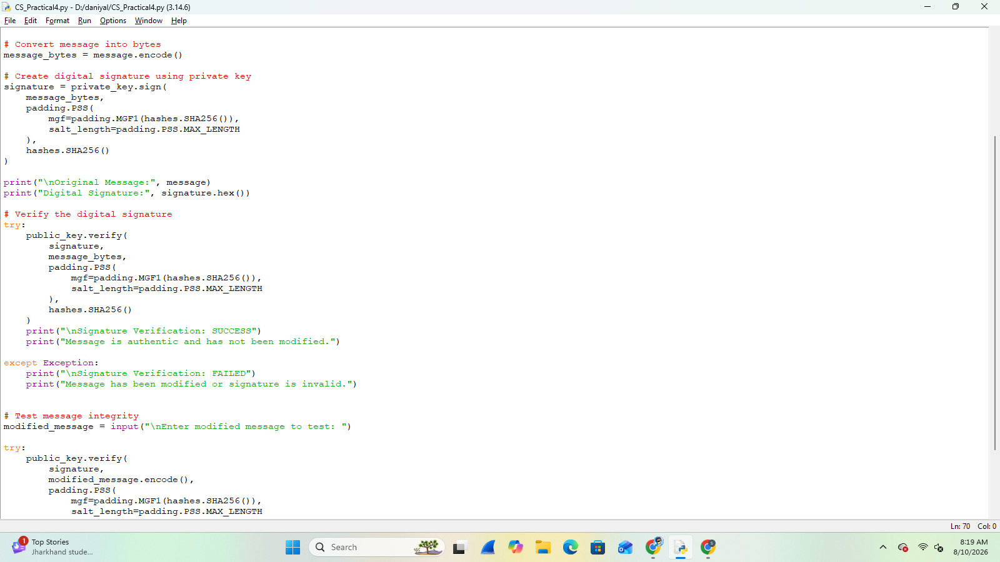 CS_Practical4.py - D:/daniyal/CS_Practical4.py (3.14.6)
File Edit Format Run Options Window Help
# Convert message into bytes
message_bytes = message.encode()
# Create digital signature using private key
signature = private_key.sign(
    message_bytes,
    padding.PSS(
        mgf=padding.MGF1(hashes.SHA256()),
        salt_length=padding.PSS.MAX_LENGTH
    ),
    hashes.SHA256()
)
print("\nOriginal Message:", message)
print("Digital Signature:", signature.hex())
# Verify the digital signature
try:
    public_key.verify(
        signature,
        message_bytes,
        padding.PSS(
            mgf=padding.MGF1(hashes.SHA256()),
            salt_length=padding.PSS.MAX_LENGTH
        ),
        hashes.SHA256()
    )
    print("\nSignature Verification: SUCCESS")
    print("Message is authentic and has not been modified.")
except Exception:
    print("\nSignature Verification: FAILED")
    print("Message has been modified or signature is invalid.")
# Test message integrity
modified_message = input("\nEnter modified message to test: ")
try:
    public_key.verify(
        signature,
        modified_message.encode(),
        padding.PSS(
            mgf=padding.MGF1(hashes.SHA256()),
            salt_length=padding.PSS.MAX_LENGTH
Ln: 70 Col: 0
1
Top Stories
Jharkhand stude...
Search
S
8:19 AM
8/10/2026